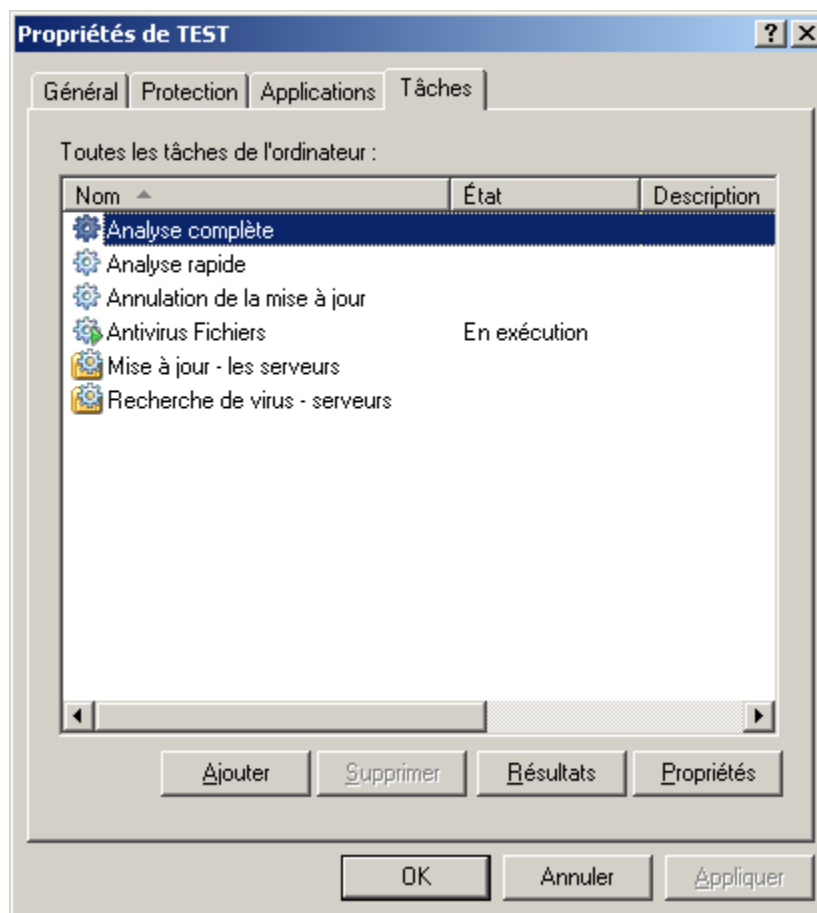 Propriétés de TEST
Général Protection Applications Tâches
Toutes les tâches de l'ordinateur :
Nom État Description
Analyse complète
Analyse rapide
Annulation de la mise à jour
Antivirus Fichiers En exécution
Mise à jour - les serveurs
Recherche de virus - serveurs
Ajouter Supprimer Résultats Propriétés
OK Annuler Appliquer